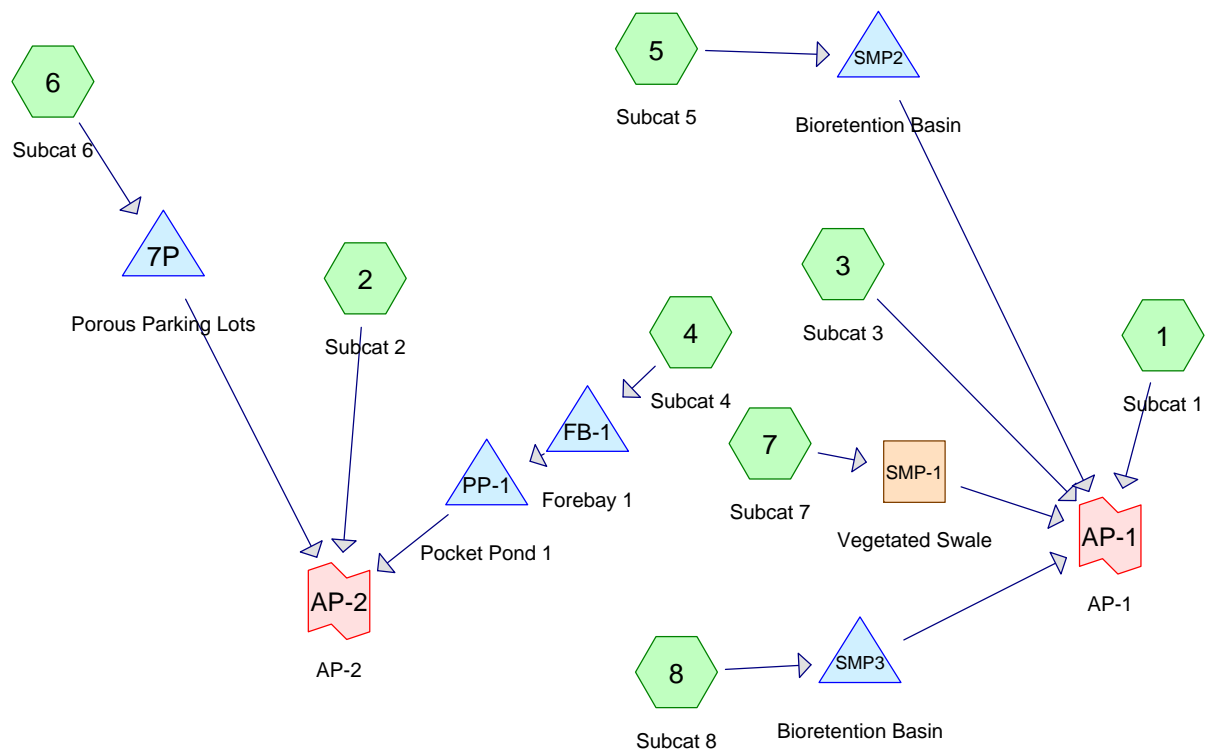 5
SMP2
Subcat 5
Bioretention Basin
6
Subcat 6
7P
Porous Parking Lots
2
Subcat 2
3
Subcat 3
4
Subcat 4
1
Subcat 1
FB-1
Forebay 1
PP-1
Pocket Pond 1
7
Subcat 7
SMP-1
Vegetated Swale
AP-1
AP-1
AP-2
AP-2
8
Subcat 8
SMP3
Bioretention Basin